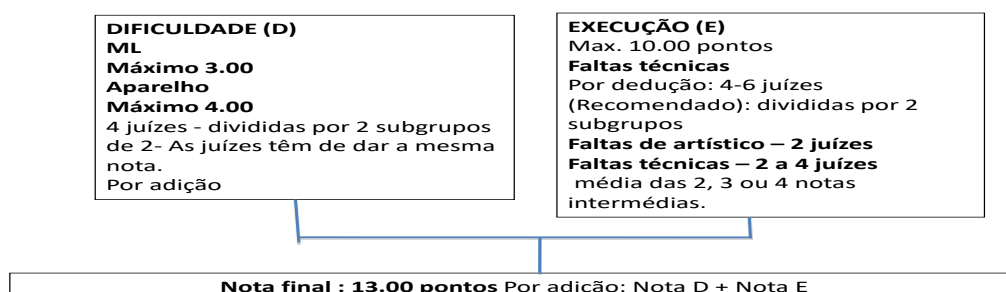 DIFICULDADE (D)
ML
Máximo 3.00
Aparelho
Máximo 4.00
4 juízes - divididas por 2 subgrupos
de 2- As juízes têm de dar a mesma
nota.
Por adição
EXECUÇÃO (E)
Max. 10.00 pontos
Faltas técnicas
Por dedução: 4-6 juízes
(Recomendado): divididas por 2
subgrupos
Faltas de artístico – 2 juízes
Faltas técnicas – 2 a 4 juízes
média das 2, 3 ou 4 notas
intermédias.
Nota final : 13.00 pontos Por adição: Nota D + Nota E